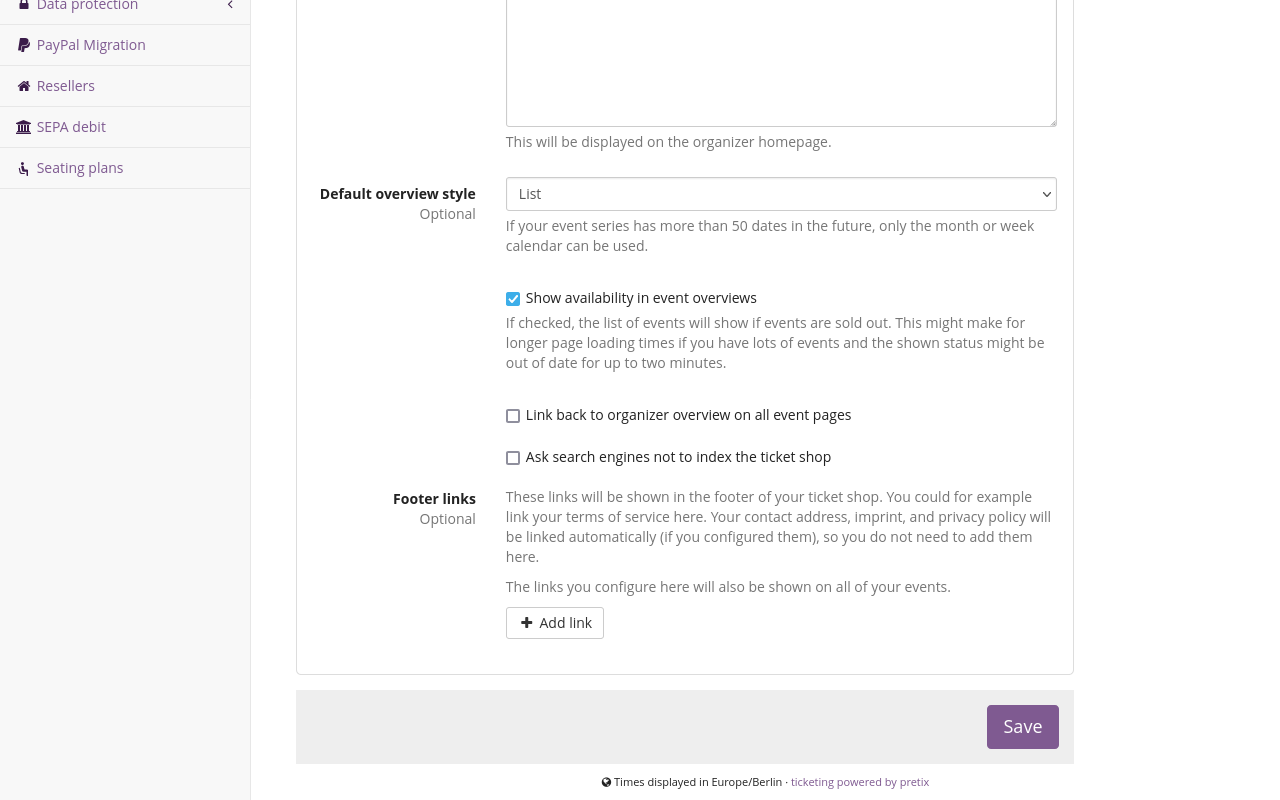 Data protection
PayPal Migration
Resellers
SEPA debit
Seating plans
This will be displayed on the organizer homepage.
Default overview style
Optional
List
If your event series has more than 50 dates in the future, only the month or week
calendar can be used.
Show availability in event overviews
If checked, the list of events will show if events are sold out. This might make for
longer page loading times if you have lots of events and the shown status might be
out of date for up to two minutes.
Link back to organizer overview on all event pages
Ask search engines not to index the ticket shop
Footer links
Optional
These links will be shown in the footer of your ticket shop. You could for example
link your terms of service here. Your contact address, imprint, and privacy policy will
be linked automatically (if you configured them), so you do not need to add them
here.
The links you configure here will also be shown on all of your events.
Add link
Save
Times displayed in Europe/Berlin · ticketing powered by pretix